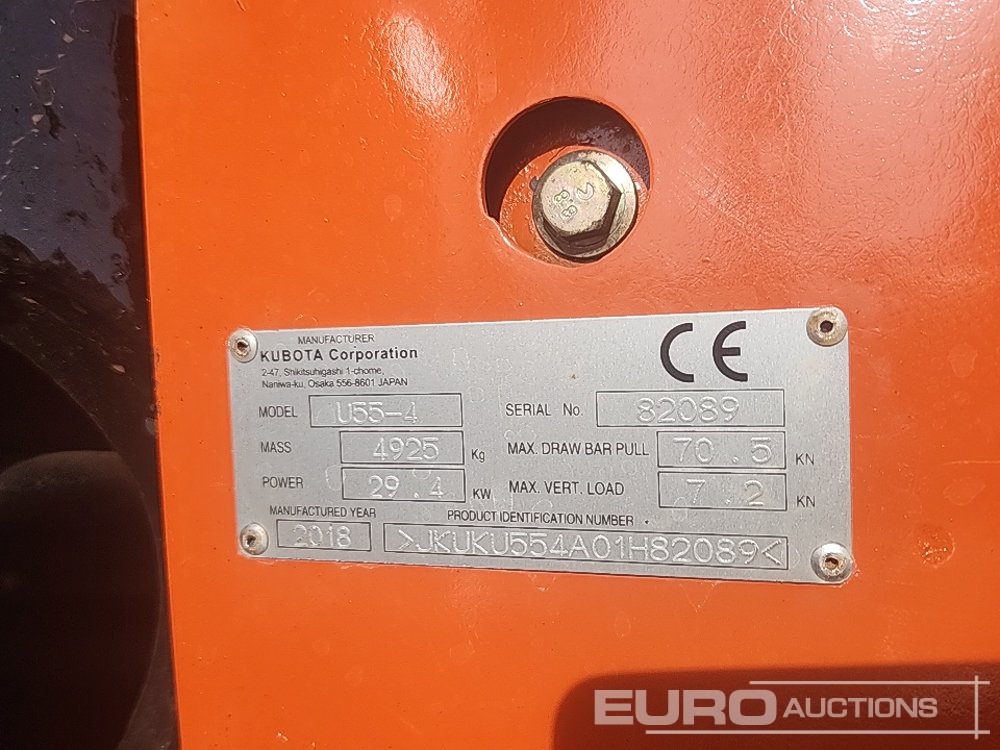 8.8
MANUFACTURER
KUBOTA Corporation
2-47, Shikitsuhigashi 1-chome,
Naniwa-ku, Osaka 556-8601 JAPAN
CE
MODEL U55-4 SERIAL No. 82089
MASS 4925 Kg MAX. DRAW BAR PULL 70.5 KN
POWER 29.4 KW MAX. VERT. LOAD 7.2 KN
MANUFACTURED YEAR PRODUCT IDENTIFICATION NUMBER
2018 >JKUKU554A01H82089<
EURO AUCTIONS